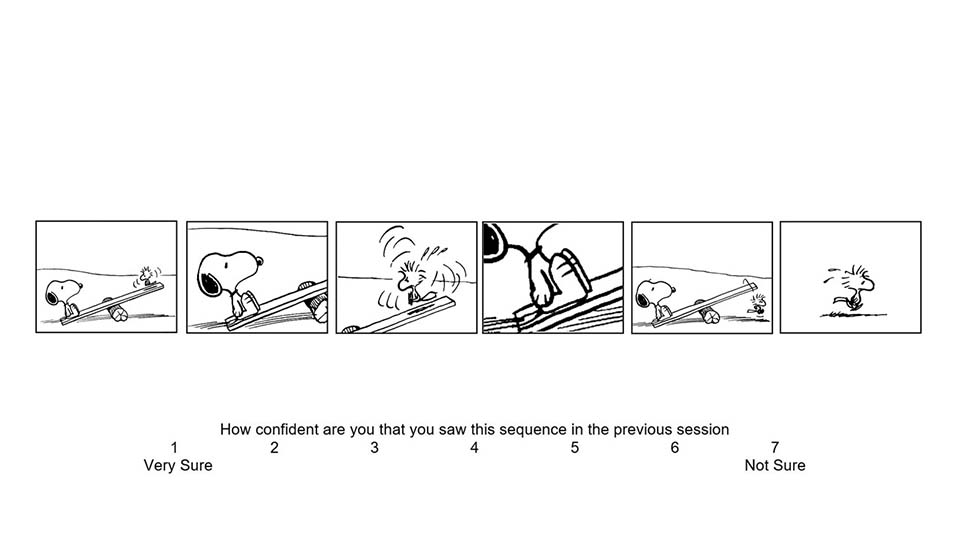 How confident are you that you saw this sequence in the previous session
1 2 3 4 5 6 7
Very Sure Not Sure